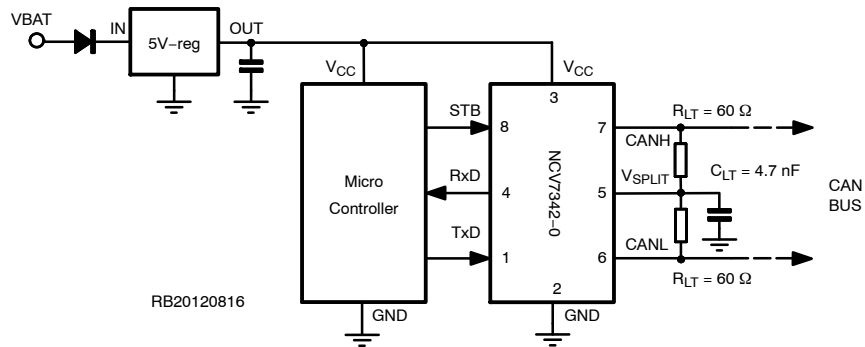 VBAT
IN
5V−reg
OUT
VCC
VCC
3
STB
8
7
RLT = 60 Ω
CANH
RxD
4
NCV7342−0
VSPLIT
5
CLT = 4.7 nF
Micro
Controller
CAN
BUS
TxD
1
CANL
6
RLT = 60 Ω
2
RB20120816
GND
GND